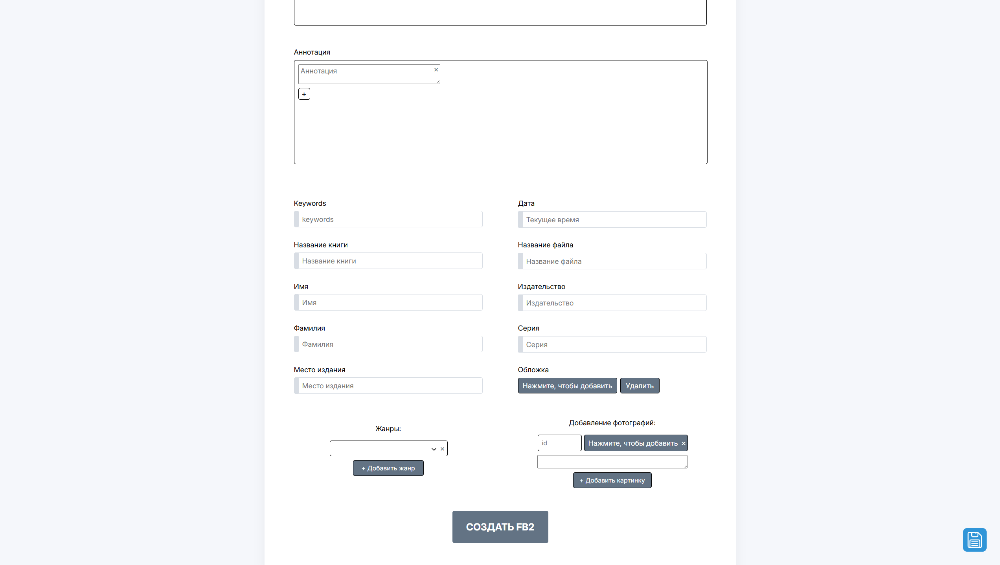 Аннотация
Аннотация ×
+
Keywords
keywords
Дата
Текущее время
Название книги
Название книги
Название файла
Название файла
Имя
Имя
Издательство
Издательство
Фамилия
Фамилия
Серия
Серия
Место издания
Место издания
Обложка
Нажмите, чтобы добавить Удалить
Жанры:
×
+ Добавить жанр
Добавление фотографий:
id Нажмите, чтобы добавить ×
+ Добавить картинку
СОЗДАТЬ FB2